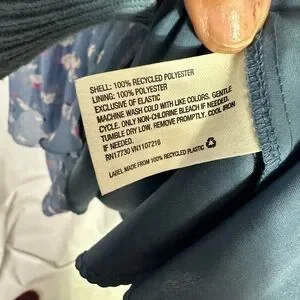 SHELL: 100% RECYCLED POLYESTER
LINING: 100% POLYESTER
EXCLUSIVE OF ELASTIC
MACHINE WASH COLD WITH LIKE COLORS. GENTLE
CYCLE. ONLY NON-CHLORINE BLEACH IF NEEDED.
TUMBLE DRY LOW. REMOVE PROMPTLY. COOL IRON
IF NEEDED.
RN17730 VN1107216
LABEL MADE FROM 100% RECYCLED PLASTIC